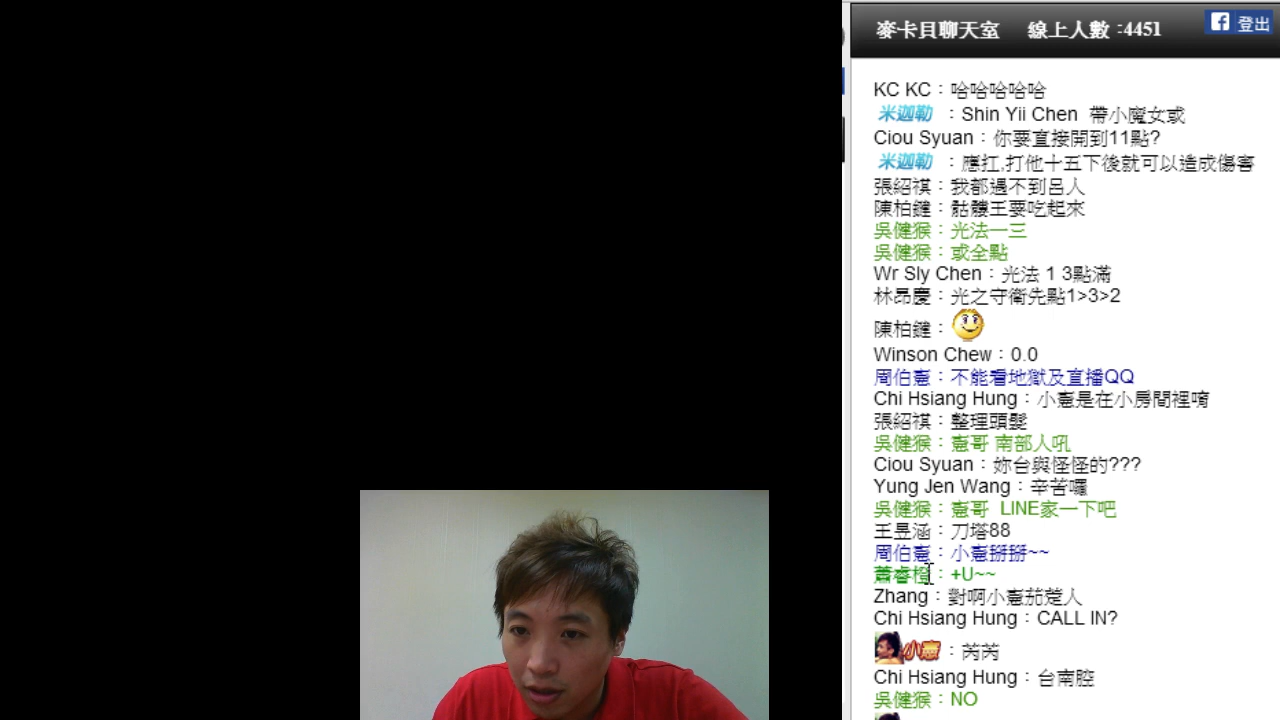 麥卡貝聊天室 線上人數 :4451 登出
KC KC：哈哈哈哈哈
米迦勒 ：Shin Yii Chen 帶小魔女或
Ciou Syuan：你要直接開到11點?
米迦勒 ：應扛,打他十五下後就可以造成傷害
張紹祺：我都遇不到呂人
陳柏鍵：骷髏王要吃起來
吳健猴：光法一三
吳健猴：或全點
Wr Sly Chen：光法 1 3點滿
林昂慶：光之守衛先點1>3>2
陳柏鍵：
Winson Chew：0.0
周伯憲：不能看地獄及直播QQ
Chi Hsiang Hung：小憲是在小房間裡唷
張紹祺：整理頭髮
吳健猴：憲哥 南部人吼
Ciou Syuan：妳台與怪怪的???
Yung Jen Wang：辛苦囉
吳健猴：憲哥 LINE家一下吧
王昱涵：刀塔88
周伯憲：小憲掰掰~~
蕭睿橙：+U~~
Zhang：對啊小憲茄萣人
Chi Hsiang Hung：CALL IN?
小憲：芮芮
Chi Hsiang Hung：台南腔
吳健猴：NO